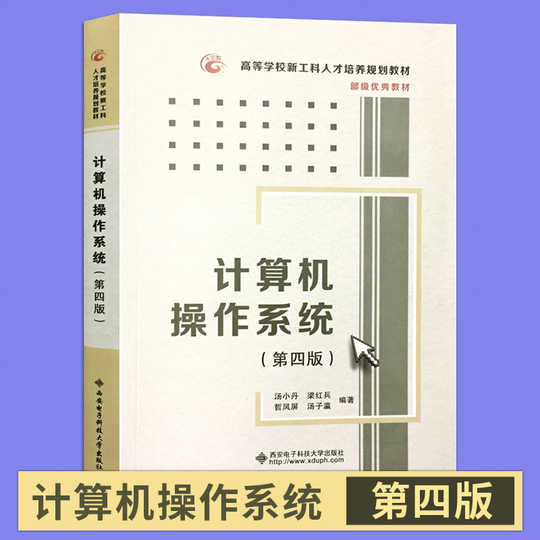 高等学校新工科
人才培养规划教材
计算机操作系统(第四版)
西安电子科技大学出版社
高等学校新工科人才培养规划教材
部级优秀教材
计算机
操作系统
(第四版)
汤小丹 梁红兵
哲凤屏 汤子瀛
编著
西安电子科技大学出版社
http://www.xduph.com
计算机操作系统
第四版